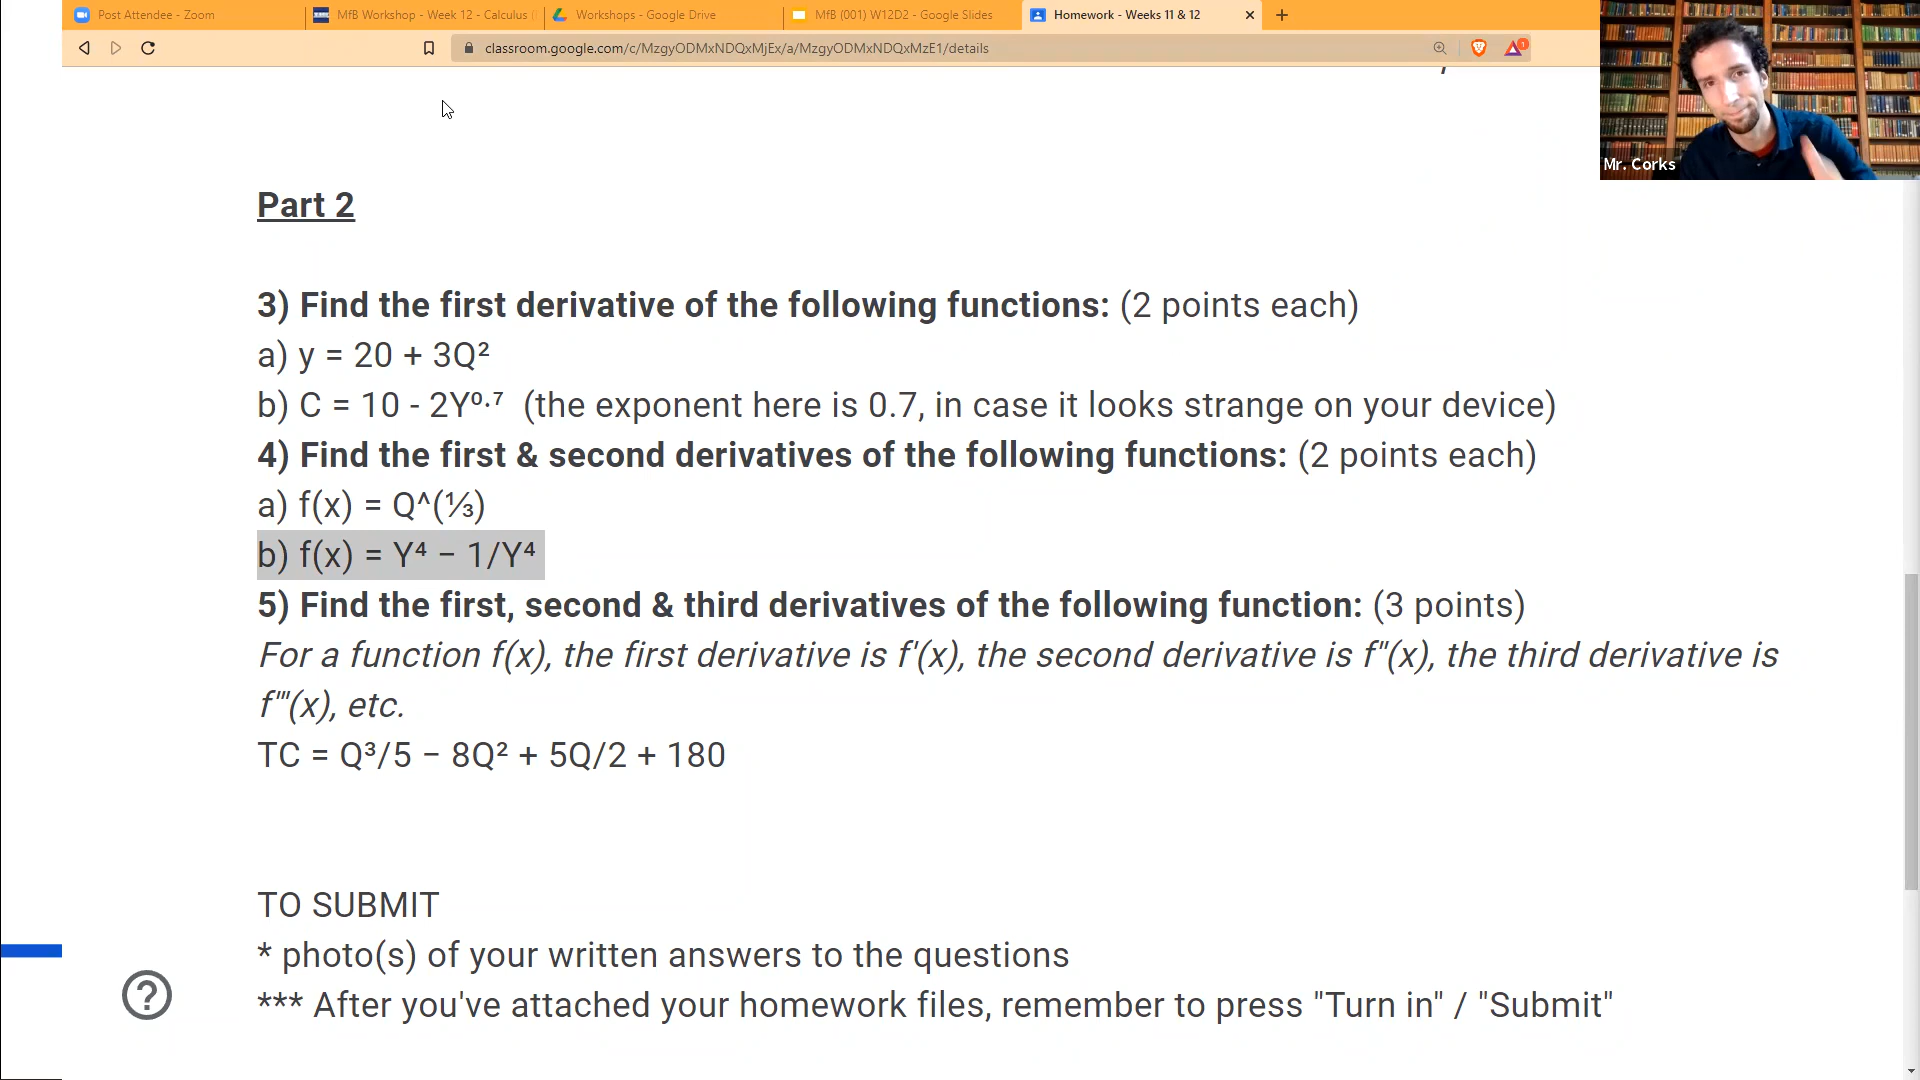 Post Attendee - Zoom
MfB Workshop - Week 12 - Calculus
Workshops - Google Drive
MfB (001) W12D2 - Google Slides
Homework - Weeks 11 & 12
classroom.google.com/c/MzgyODMxNDQxMjEx/a/MzgyODMxNDQxMzE1/details
1
Mr. Corks
Part 2
3) Find the first derivative of the following functions: (2 points each)
a) y = 20 + 3Q²
b) C = 10 - 2Y⁰·⁷ (the exponent here is 0.7, in case it looks strange on your device)
4) Find the first & second derivatives of the following functions: (2 points each)
a) f(x) = Q^(⅓)
b) f(x) = Y⁴ − 1/Y⁴
5) Find the first, second & third derivatives of the following function: (3 points)
For a function f(x), the first derivative is f'(x), the second derivative is f"(x), the third derivative is
f"'(x), etc.
TC = Q³/5 − 8Q² + 5Q/2 + 180
TO SUBMIT
* photo(s) of your written answers to the questions
*** After you've attached your homework files, remember to press "Turn in" / "Submit"
?